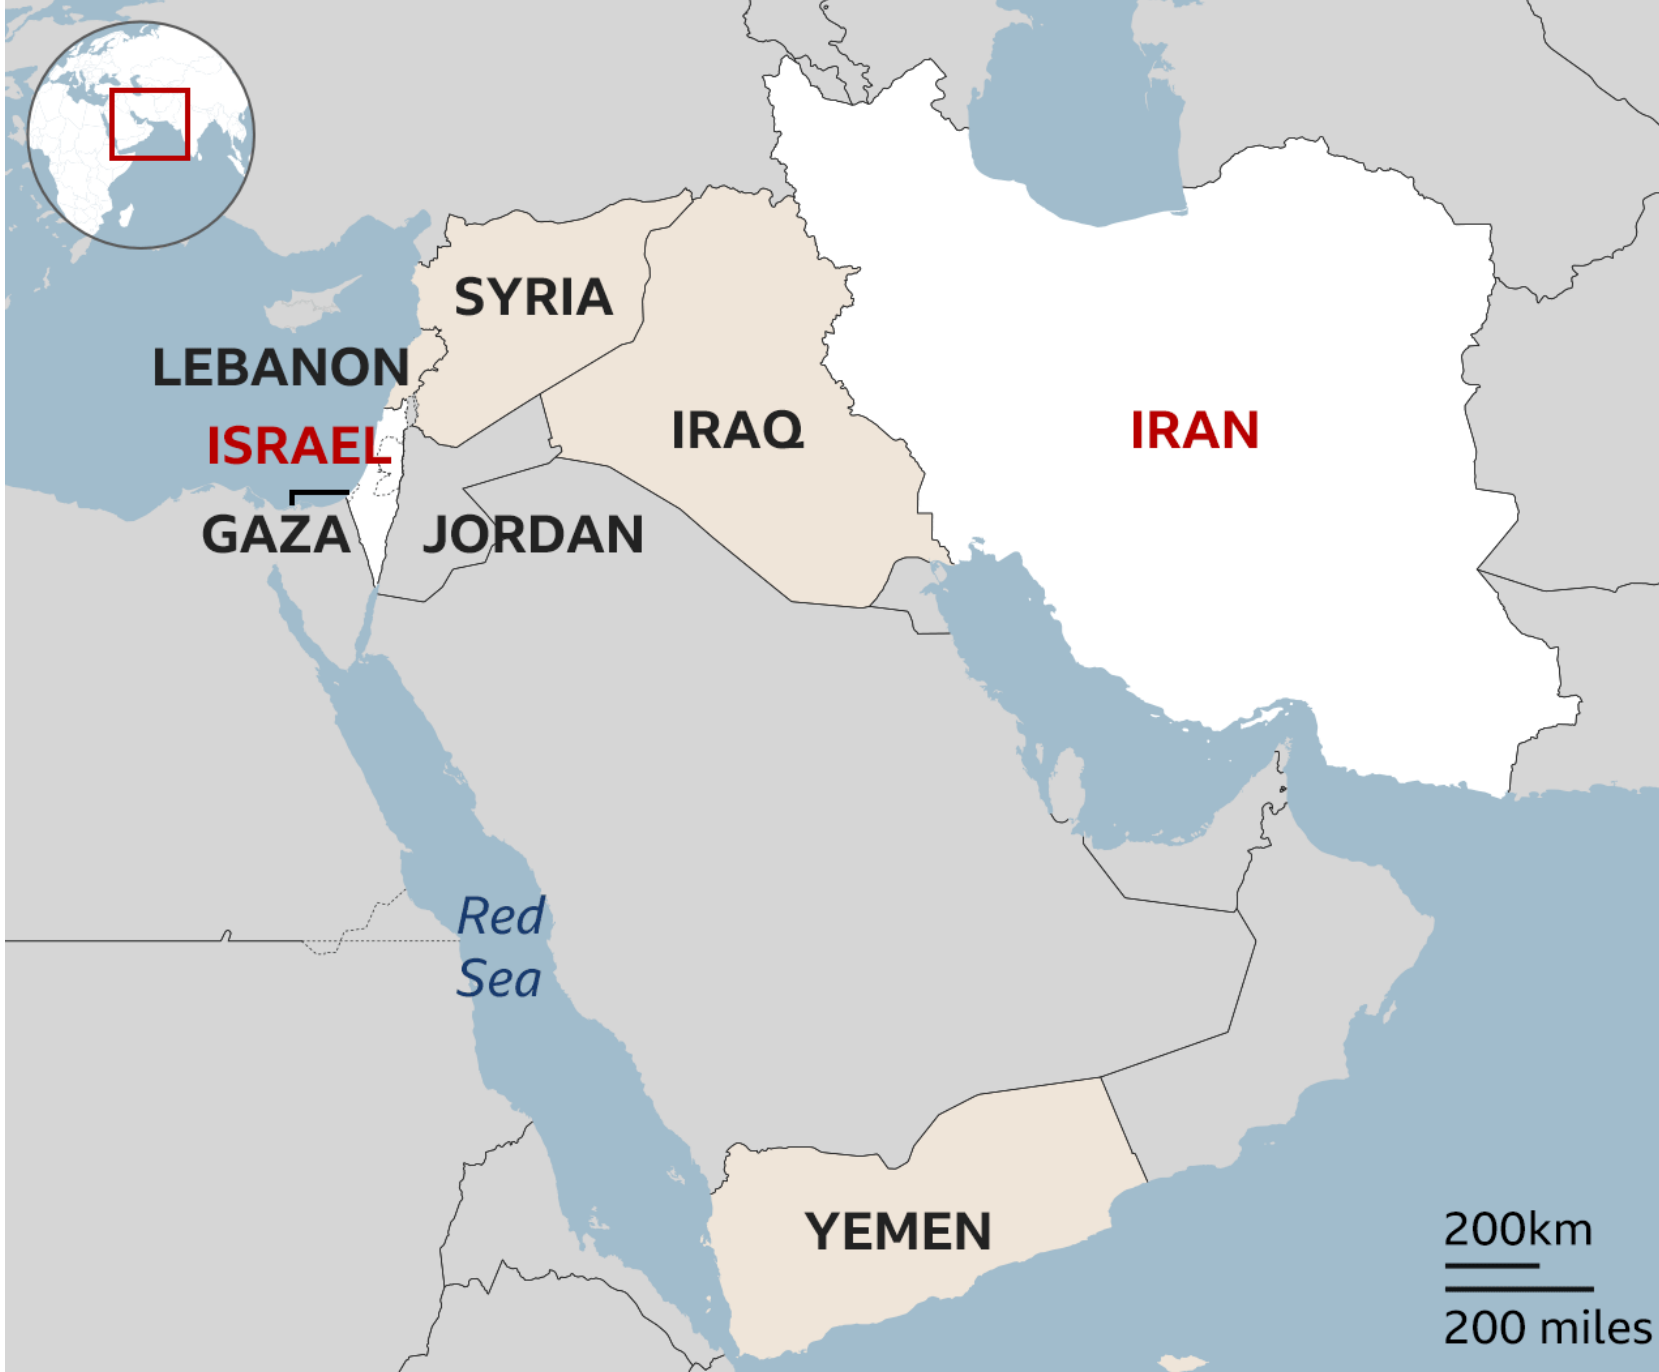 SYRIA
LEBANON
ISRAEL
IRAQ
IRAN
GAZA
JORDAN
Red
Sea
YEMEN
200km
200 miles